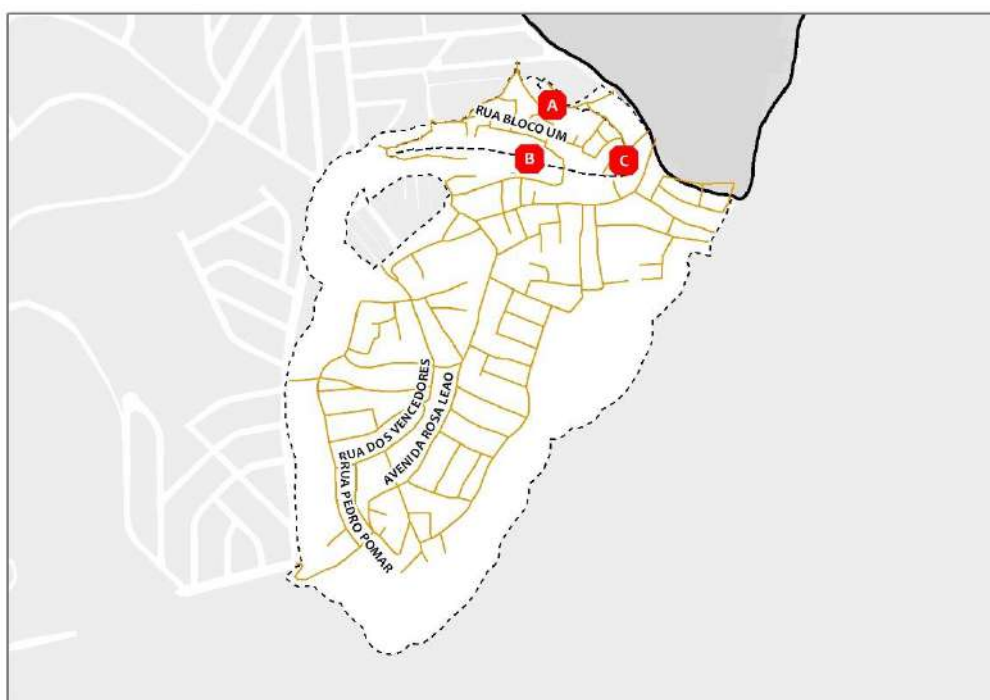 A
RUA BLOCO UM
B
C
RUA DOS VENCEDORES
AVENIDA ROSA LEAO
RUA PEDRO POMAR